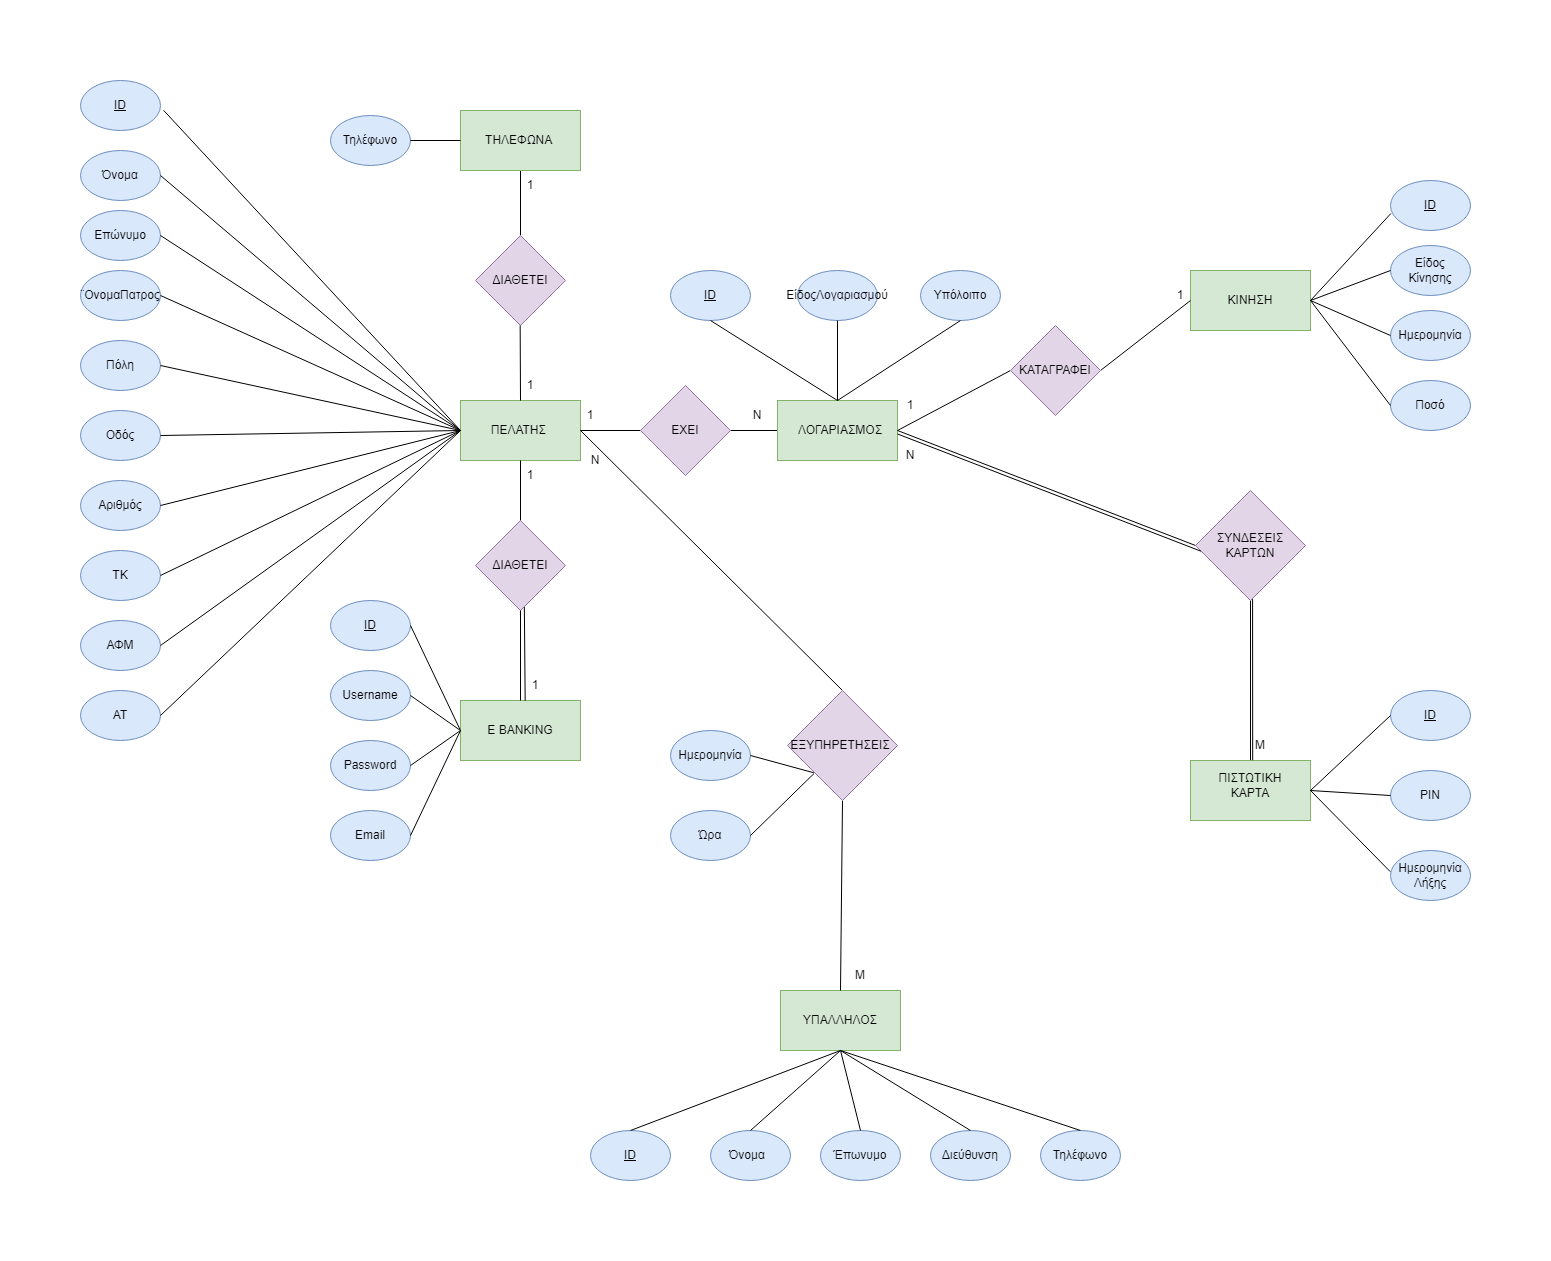 ID
Όνομα
Επώνυμο
ΌνομαΠατρος
Πόλη
Οδός
Αριθμός
ΤΚ
ΑΦΜ
ΑΤ
Τηλέφωνο
ΤΗΛΕΦΩΝΑ
1
ΔΙΑΘΕΤΕΙ
1
ΠΕΛΑΤΗΣ
1
N
1
ΔΙΑΘΕΤΕΙ
1
E BANKING
ID
Username
Password
Email
ΕΧΕΙ
N
ID
ΕίδοςΛογαριασμού
Υπόλοιπο
ΛΟΓΑΡΙΑΣΜΟΣ
1
N
ΚΑΤΑΓΡΑΦΕΙ
1
ΚΙΝΗΣΗ
ID
Είδος
Κίνησης
Ημερομηνία
Ποσό
ΣΥΝΔΕΣΕΙΣ
ΚΑΡΤΩΝ
M
ΠΙΣΤΩΤΙΚΗ
ΚΑΡΤΑ
ID
PIN
Ημερομηνία
Λήξης
ΕΞΥΠΗΡΕΤΗΣΕΙΣ
Ημερομηνία
Ώρα
M
ΥΠΑΛΛΗΛΟΣ
ID
Όνομα
Έπωνυμο
Διεύθυνση
Τηλέφωνο